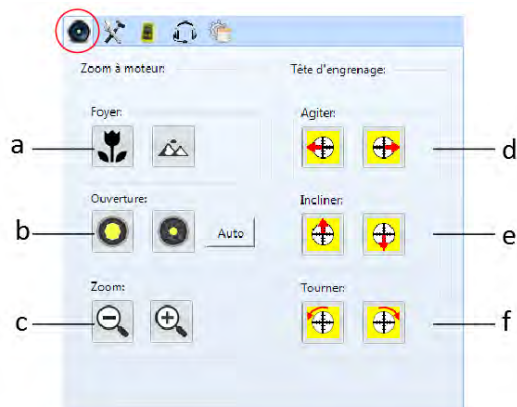 Zoom à moteur:
Tête d'engrenage:
Foyer:
Agiter:
a
d
Ouverture:
Incliner:
b
Auto
e
Zoom:
Tourner:
c
f